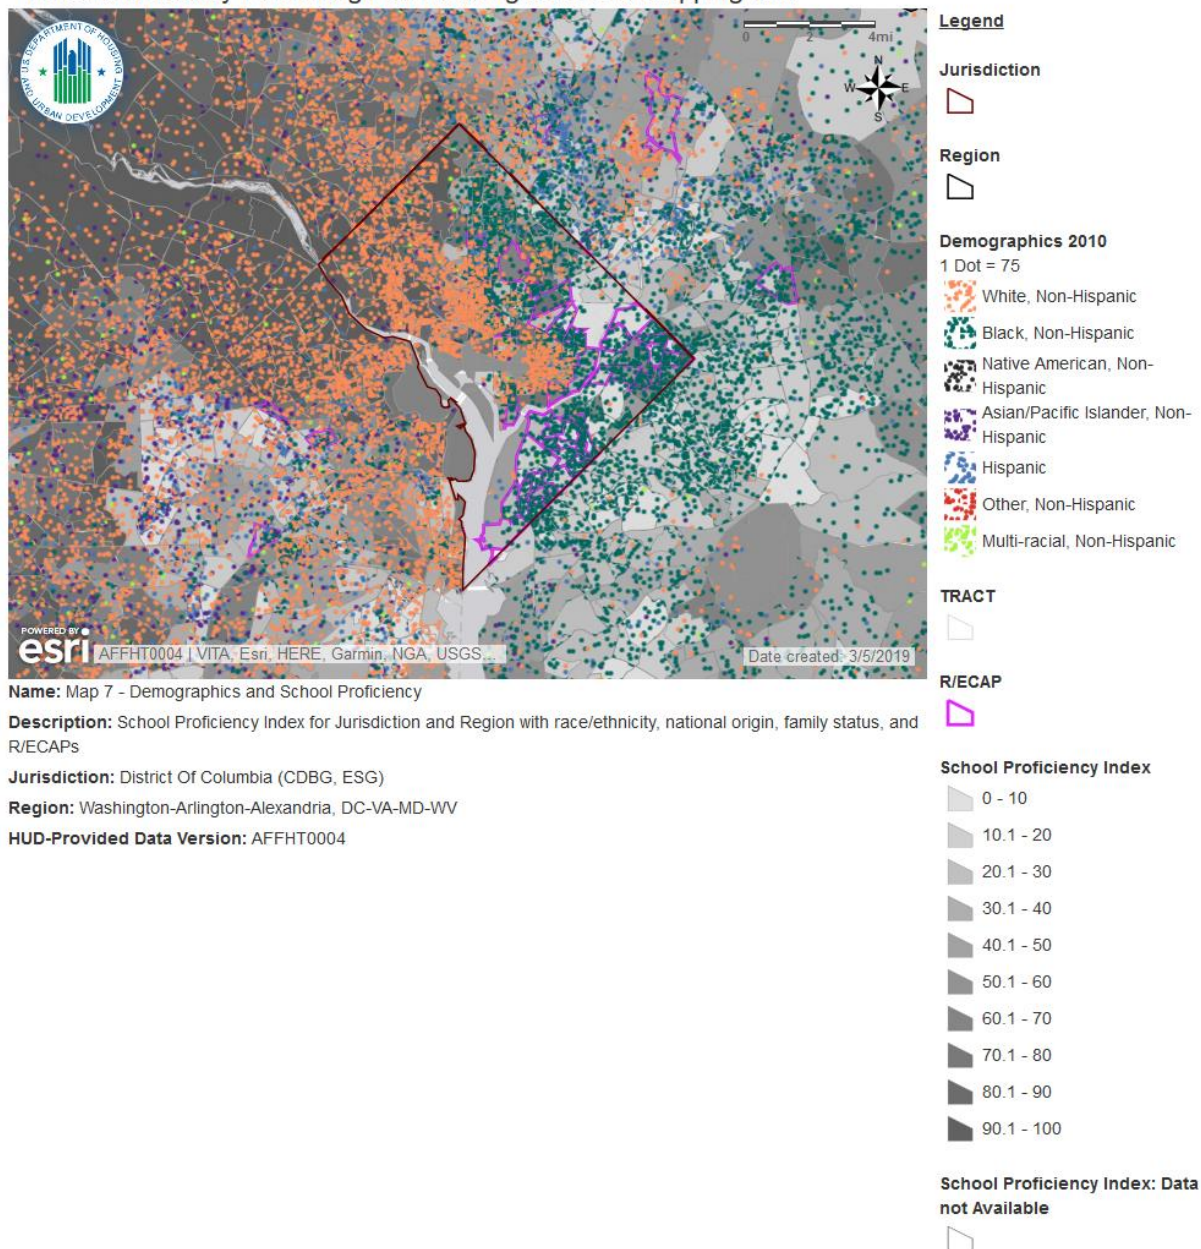 U.S. DEPARTMENT OF HOUSING
AND URBAN DEVELOPMENT
0 2 4mi
N
W E
S
POWERED BY
esri
AFFHT0004 | VITA, Esri, HERE, Garmin, NGA, USGS...
Date created: 3/5/2019
Name: Map 7 - Demographics and School Proficiency
Description: School Proficiency Index for Jurisdiction and Region with race/ethnicity, national origin, family status, and
R/ECAPs
Jurisdiction: District Of Columbia (CDBG, ESG)
Region: Washington-Arlington-Alexandria, DC-VA-MD-WV
HUD-Provided Data Version: AFFHT0004
Legend
Jurisdiction
Region
Demographics 2010
1 Dot = 75
White, Non-Hispanic
Black, Non-Hispanic
Native American, Non-
Hispanic
Asian/Pacific Islander, Non-
Hispanic
Hispanic
Other, Non-Hispanic
Multi-racial, Non-Hispanic
TRACT
R/ECAP
School Proficiency Index
0 - 10
10.1 - 20
20.1 - 30
30.1 - 40
40.1 - 50
50.1 - 60
60.1 - 70
70.1 - 80
80.1 - 90
90.1 - 100
School Proficiency Index: Data
not Available